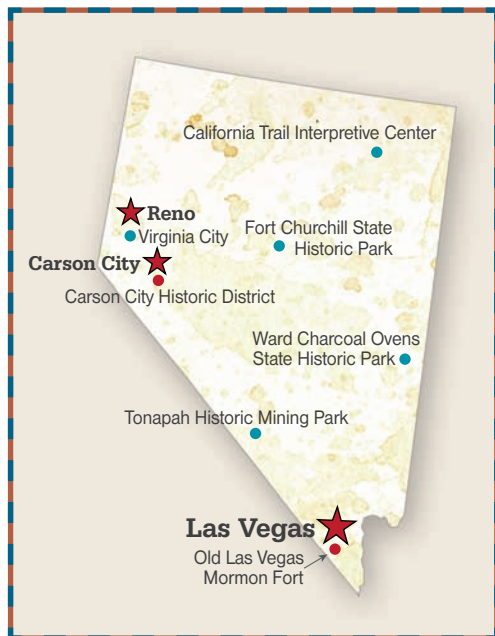 California Trail Interpretive Center
Reno
Virginia City
Fort Churchill State
Historic Park
Carson City
Carson City Historic District
Ward Charcoal Ovens
State Historic Park
Tonapah Historic Mining Park
Las Vegas
Old Las Vegas
Mormon Fort